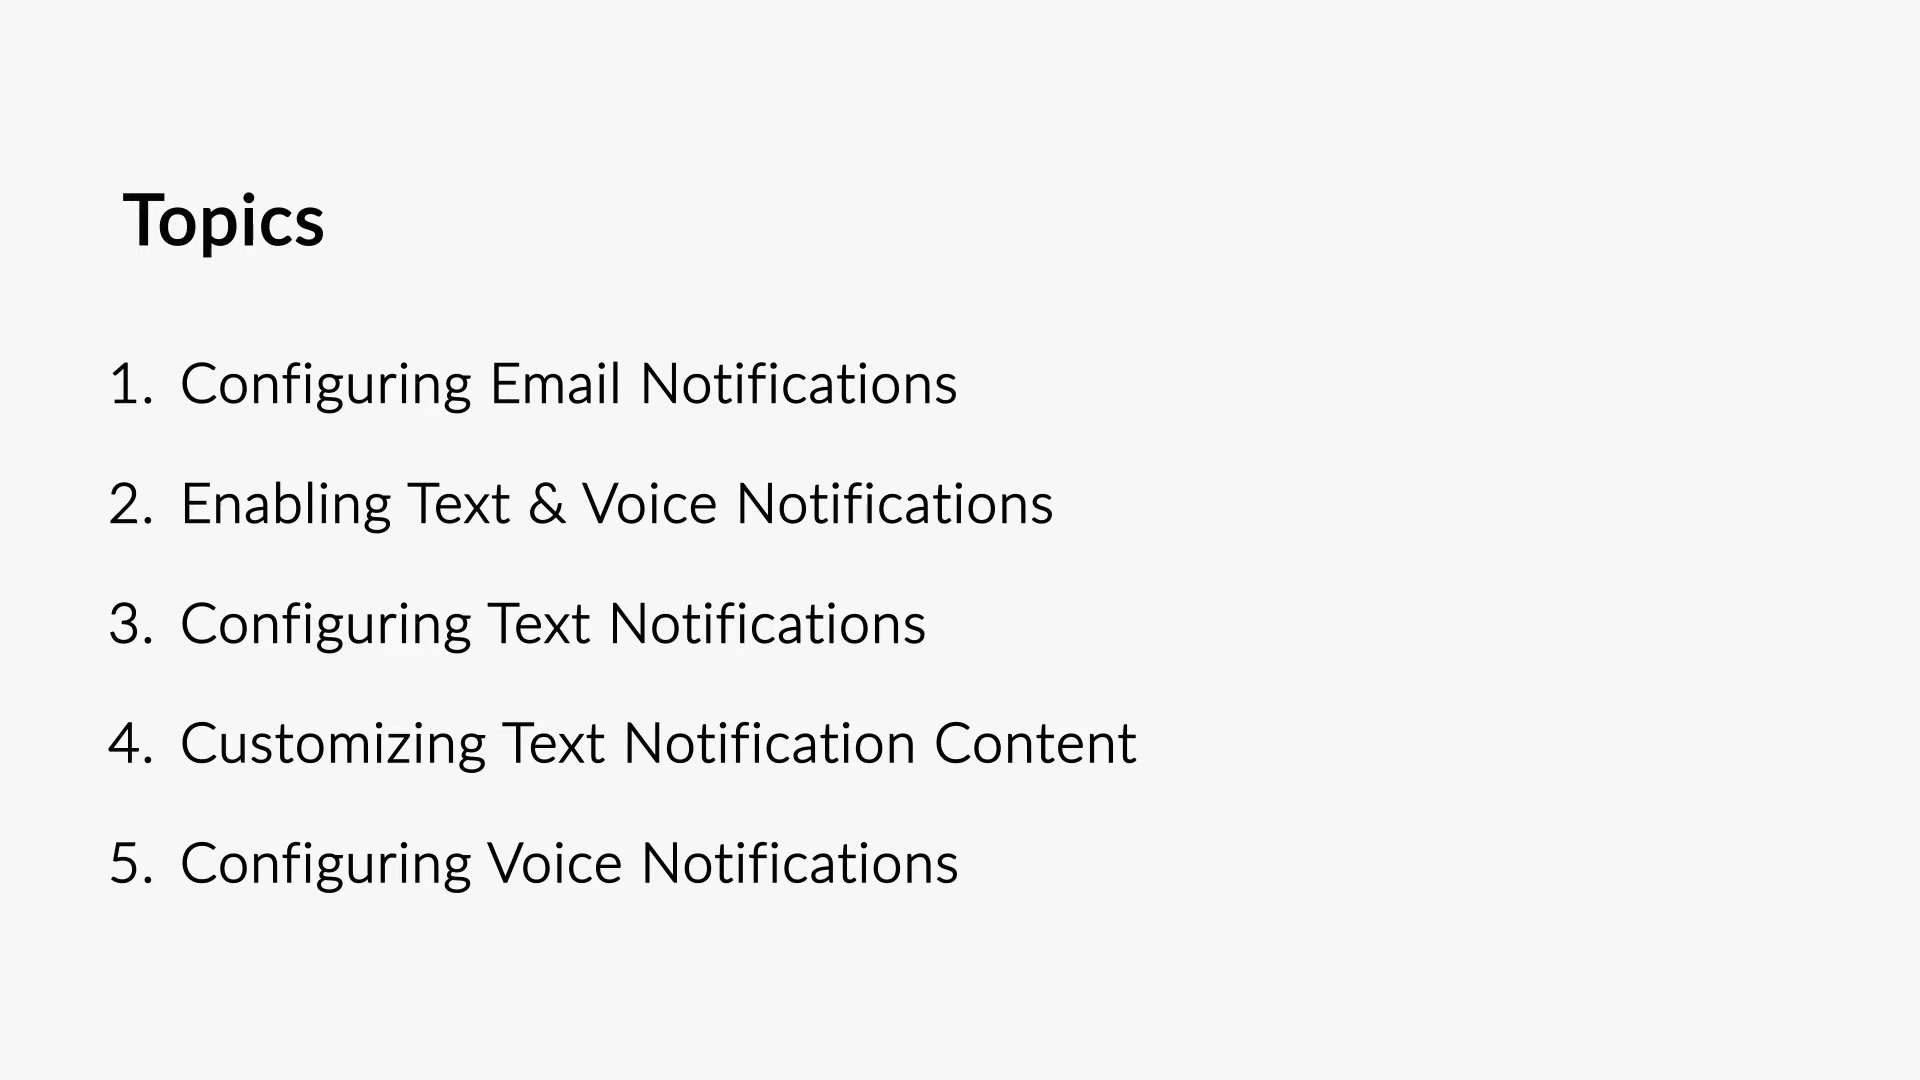 Topics
1. Configuring Email Notifications
2. Enabling Text & Voice Notifications
3. Configuring Text Notifications
4. Customizing Text Notification Content
5. Configuring Voice Notifications